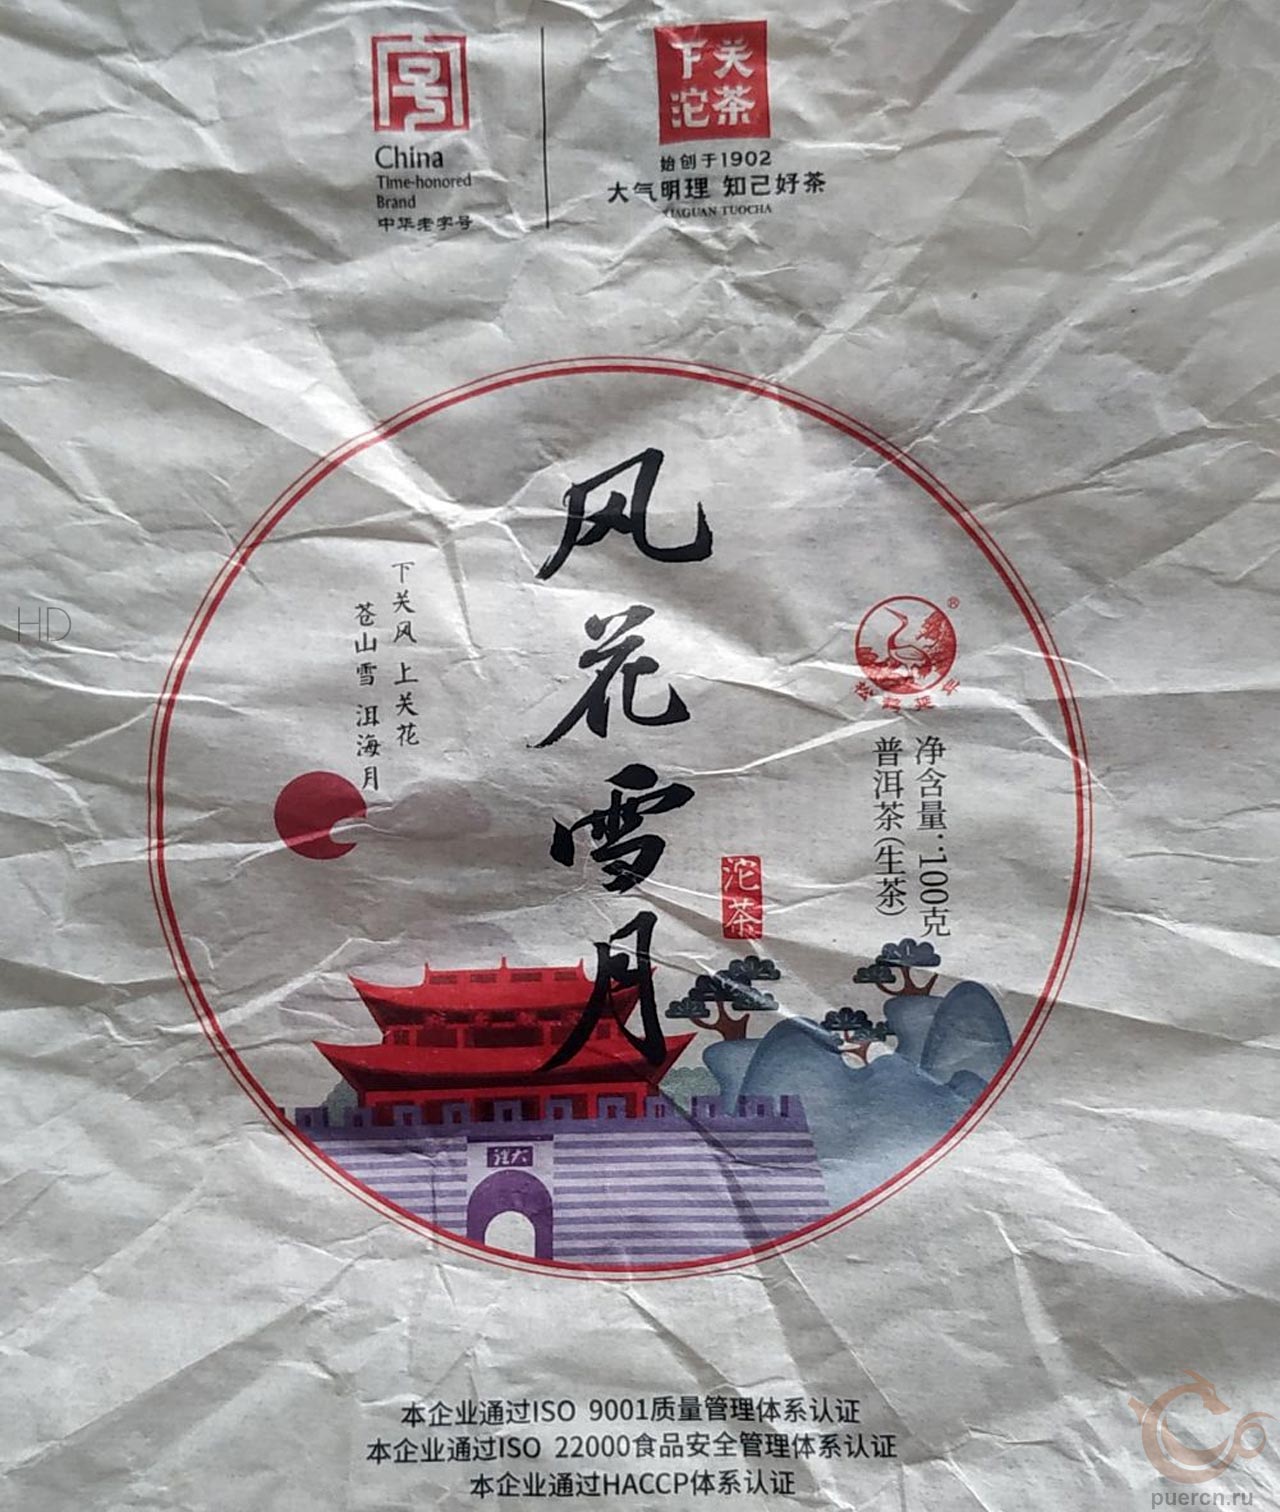 China
Time-honored
Brand
中华老字号
下关
沱茶
始创于1902
大气明理 知己好茶
XIAGUAN TUOCHA
风花雪月
沱茶
下关风 上关花
苍山雪 洱海月
®
松鹤延年
净含量:100克
普洱茶(生茶)
大理
本企业通过ISO 9001质量管理体系认证
本企业通过ISO 22000食品安全管理体系认证
本企业通过HACCP体系认证
HD
puercn.ru